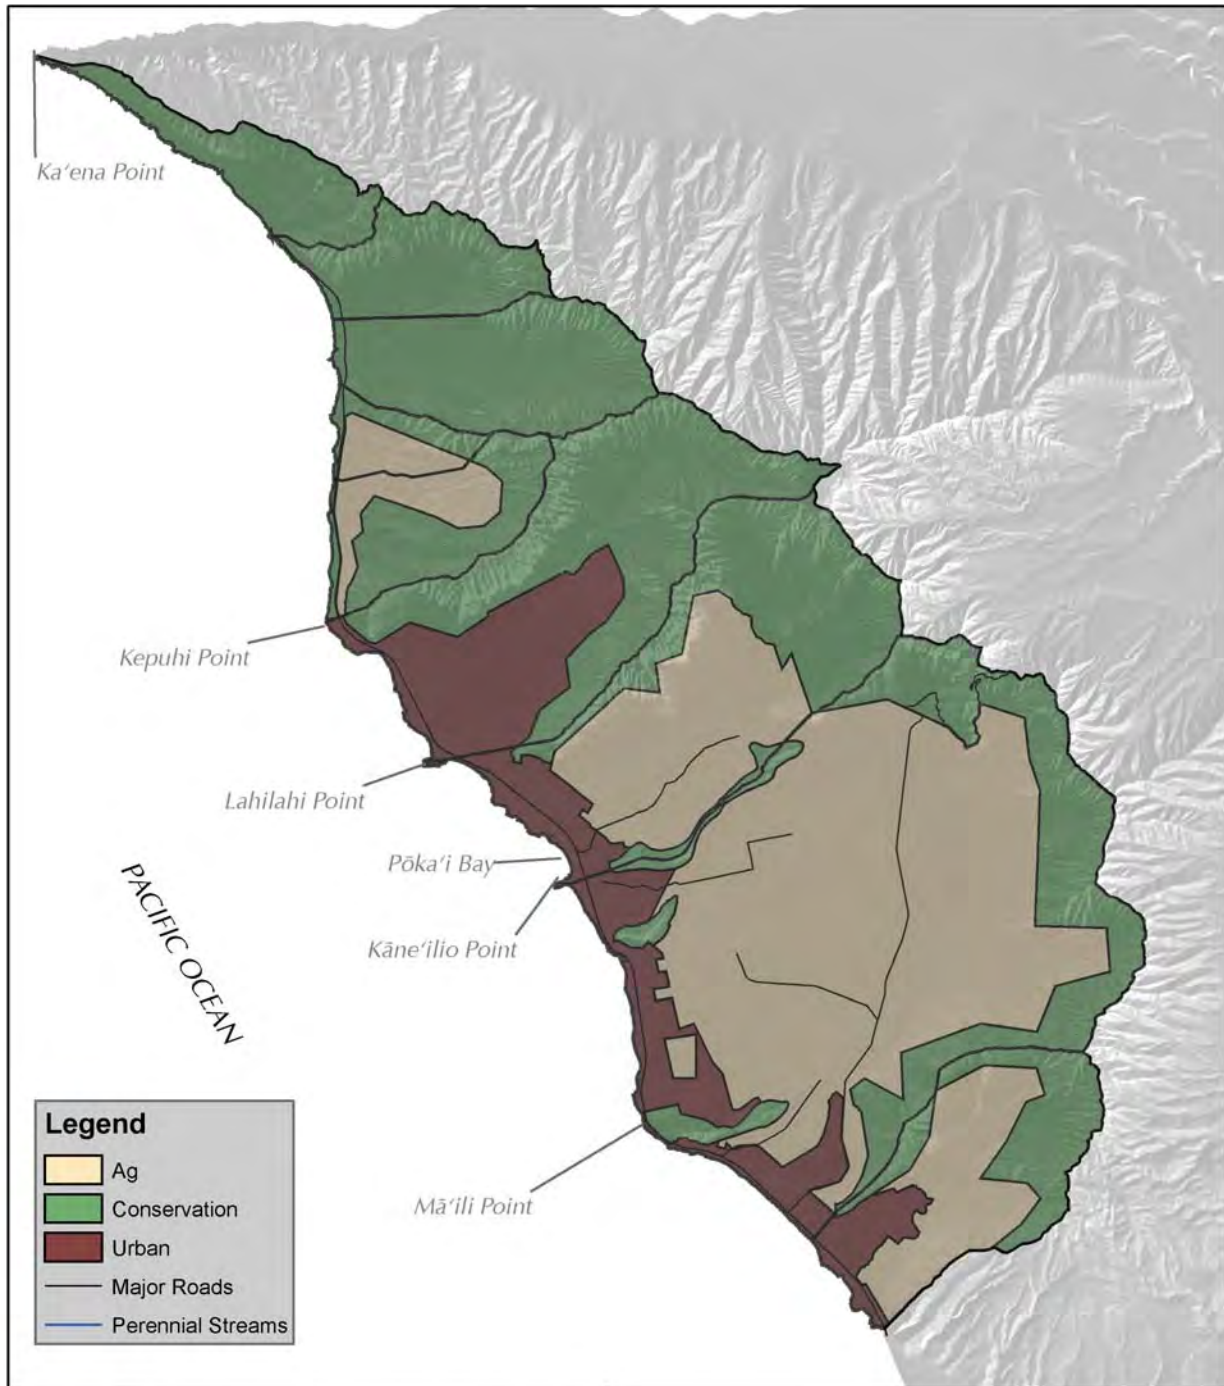 Ka‘ena Point
Kepuhi Point
Lahilahi Point
Pōka‘i Bay
Kāne‘ilio Point
PACIFIC OCEAN
Mā‘ili Point
Legend
Ag
Conservation
Urban
Major Roads
Perennial Streams